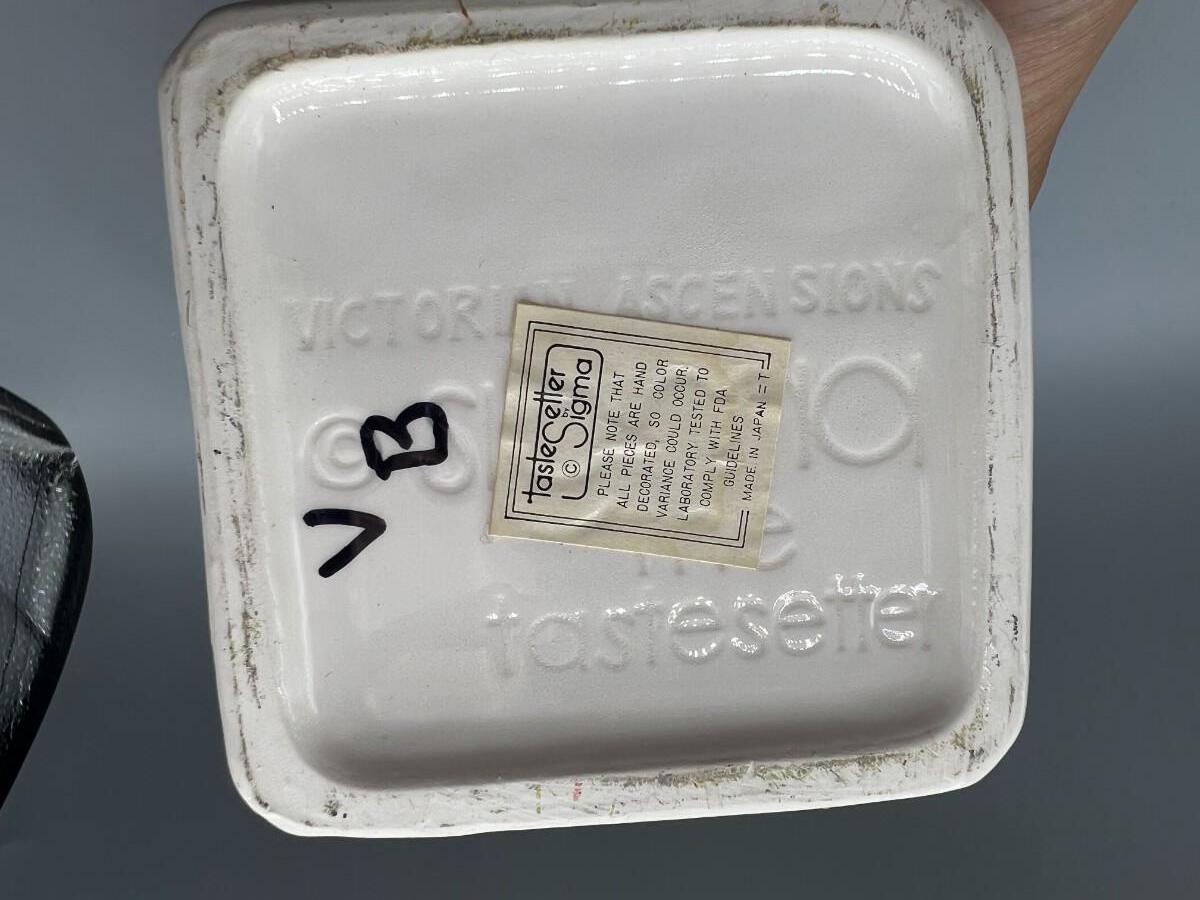 VICTORIAN ASCENSIONS
©S
the
tastesetter
V B
tasteSetter
by
© Sigma
PLEASE NOTE THAT
ALL PIECES ARE HAND
DECORATED, SO COLOR
VARIANCE COULD OCCUR.
LABORATORY TESTED TO
COMPLY WITH FDA
GUIDELINES
MADE IN JAPAN = T